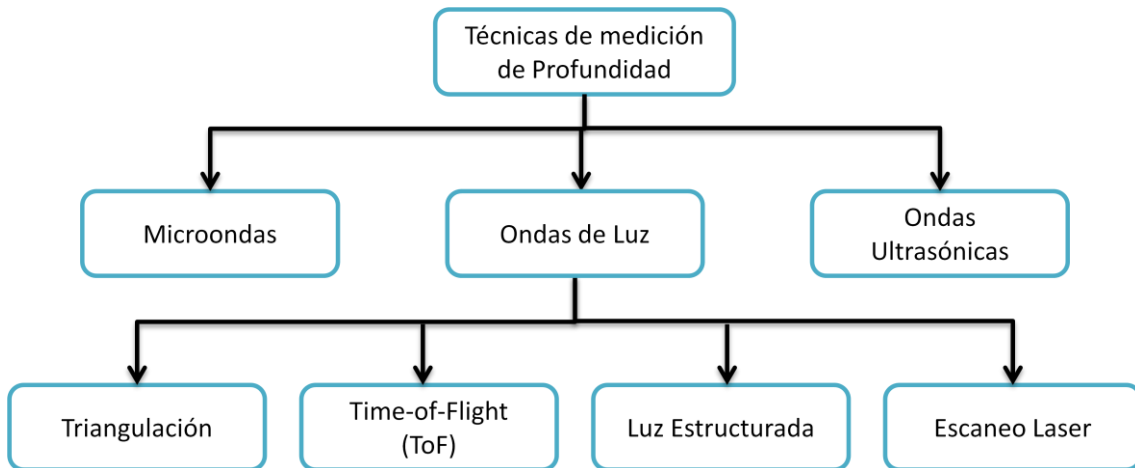 Técnicas de medición
de Profundidad
Microondas
Ondas de Luz
Ondas
Ultrasónicas
Triangulación
Time-of-Flight
(ToF)
Luz Estructurada
Escaneo Laser